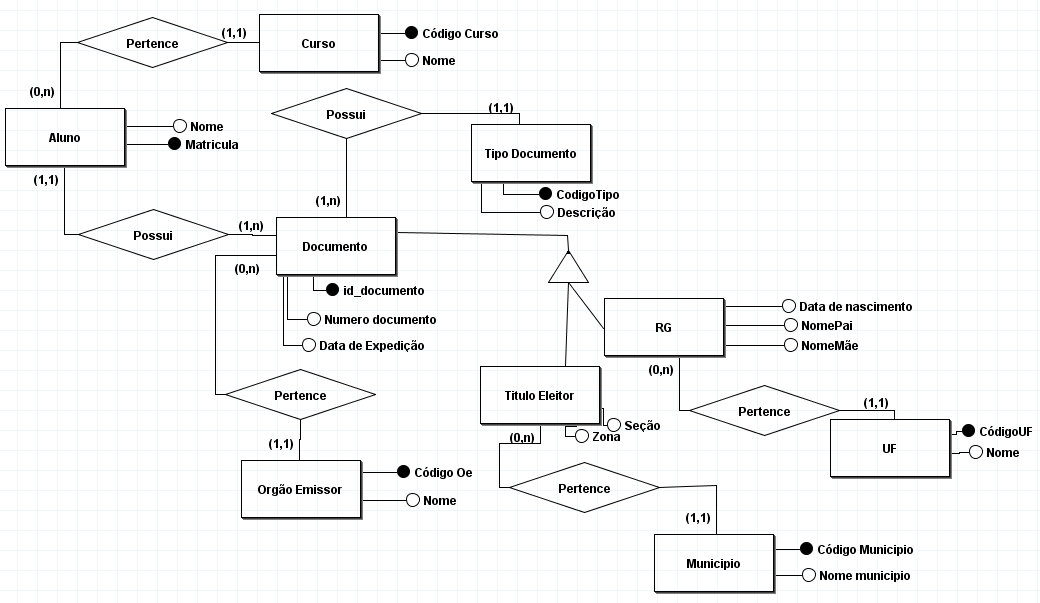 Pertence
(1,1)
Curso
Código Curso
Nome
(0,n)
Aluno
Nome
Matricula
(1,1)
Possui
(1,1)
Tipo Documento
CodigoTipo
Descrição
(1,n)
Possui
(1,n)
Documento
(0,n)
id_documento
Numero documento
Data de Expedição
RG
Data de nascimento
NomePai
NomeMãe
(0,n)
Pertence
(1,1)
UF
CódigoUF
Nome
Titulo Eleitor
Seção
Zona
(0,n)
Pertence
(1,1)
Municipio
Código Municipio
Nome municipio
Pertence
(1,1)
Orgão Emissor
Código Oe
Nome